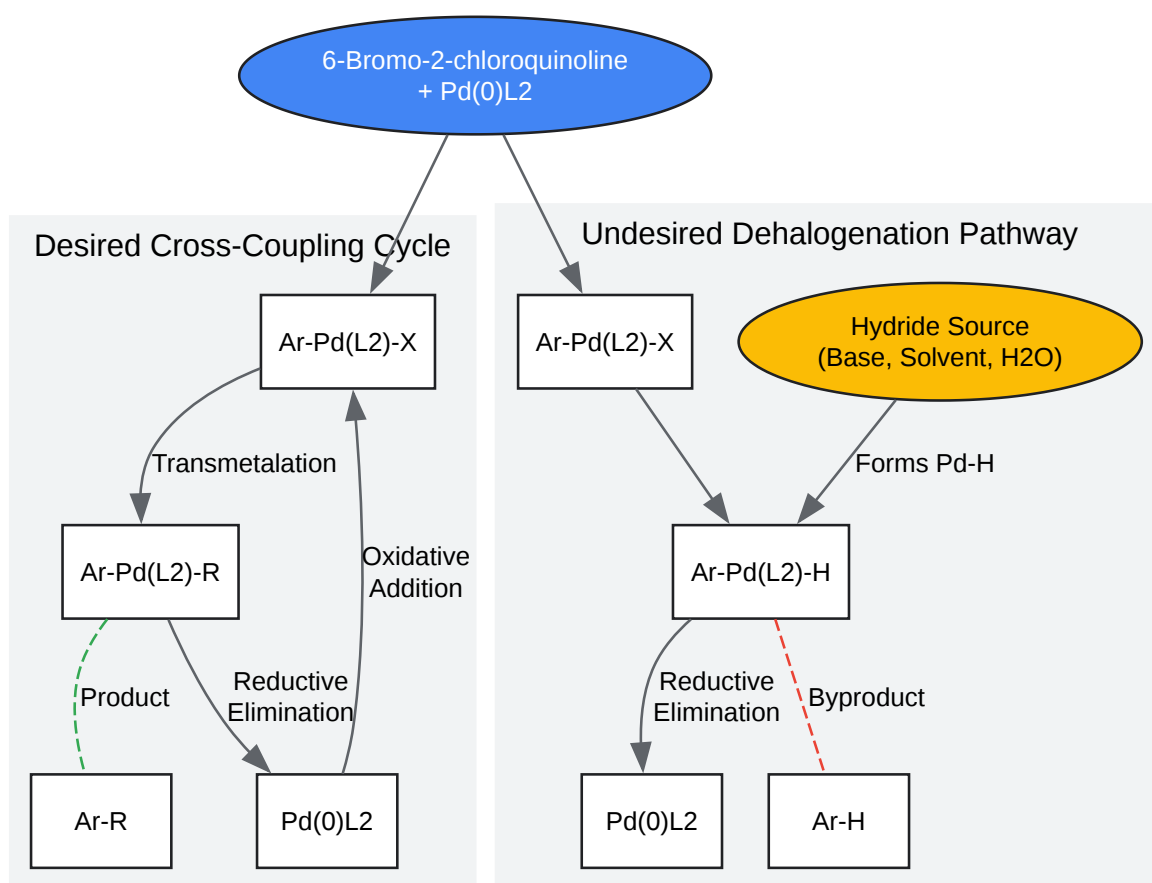 6-Bromo-2-chloroquinoline
+ Pd(0)L2
Desired Cross-Coupling Cycle
Ar-Pd(L2)-X
Transmetalation
Oxidative
Addition
Ar-Pd(L2)-R
Product
Reductive
Elimination
Ar-R
Pd(0)L2
Undesired Dehalogenation Pathway
Ar-Pd(L2)-X
Hydride Source
(Base, Solvent, H2O)
Forms Pd-H
Ar-Pd(L2)-H
Reductive
Elimination
Byproduct
Pd(0)L2
Ar-H